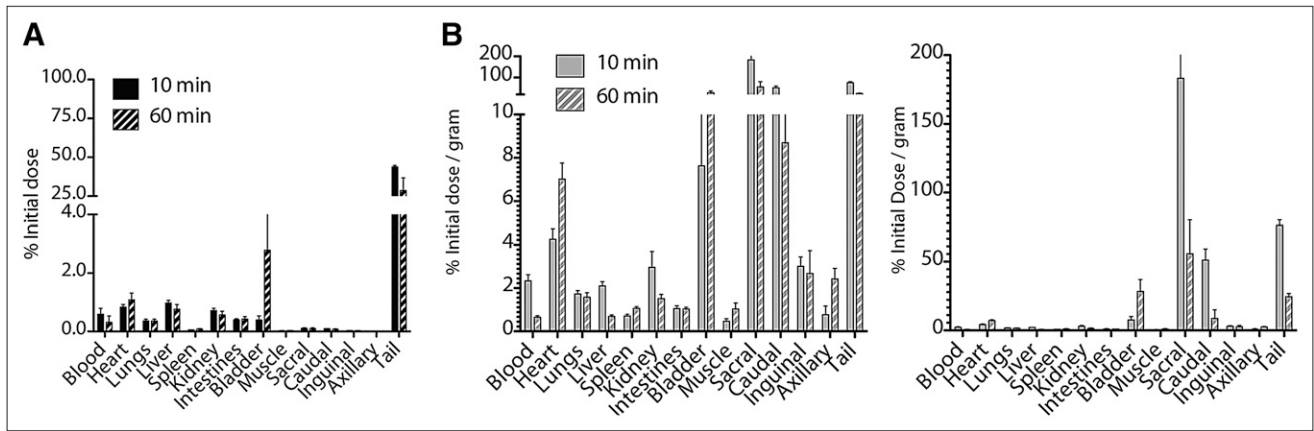 A
% Initial dose
100.0
75.0
50.0
25.0
4.0
2.0
0.0
10 min
60 min
Blood
Heart
Lungs
Liver
Spleen
Kidney
Intestines
Bladder
Muscle
Sacral
Caudal
Inguinal
Axillary
Tail
B
% Initial dose / gram
200
100
10
8
6
4
2
0
10 min
60 min
Blood
Heart
Lungs
Liver
Spleen
Kidney
Intestines
Bladder
Muscle
Sacral
Caudal
Inguinal
Axillary
Tail
% Initial Dose / gram
200
150
100
50
0
Blood
Heart
Lungs
Liver
Spleen
Kidney
Intestines
Bladder
Muscle
Sacral
Caudal
Inguinal
Axillary
Tail